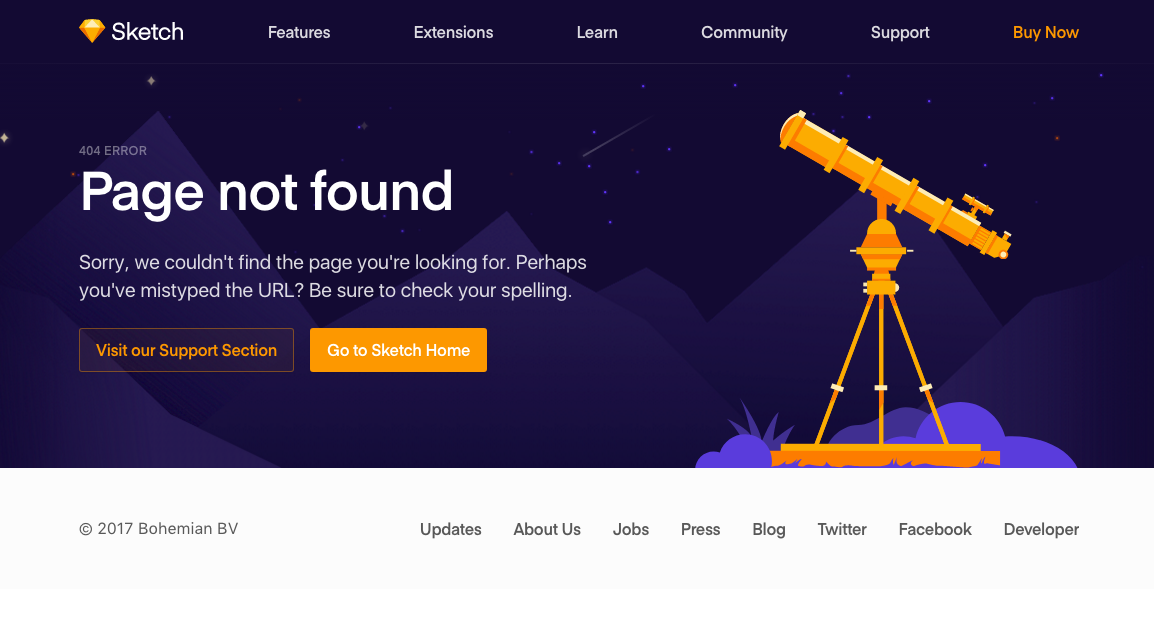 Sketch
Features
Extensions
Learn
Community
Support
Buy Now
404 ERROR
Page not found
Sorry, we couldn't find the page you're looking for. Perhaps
you've mistyped the URL? Be sure to check your spelling.
Visit our Support Section
Go to Sketch Home
© 2017 Bohemian BV
Updates
About Us
Jobs
Press
Blog
Twitter
Facebook
Developer